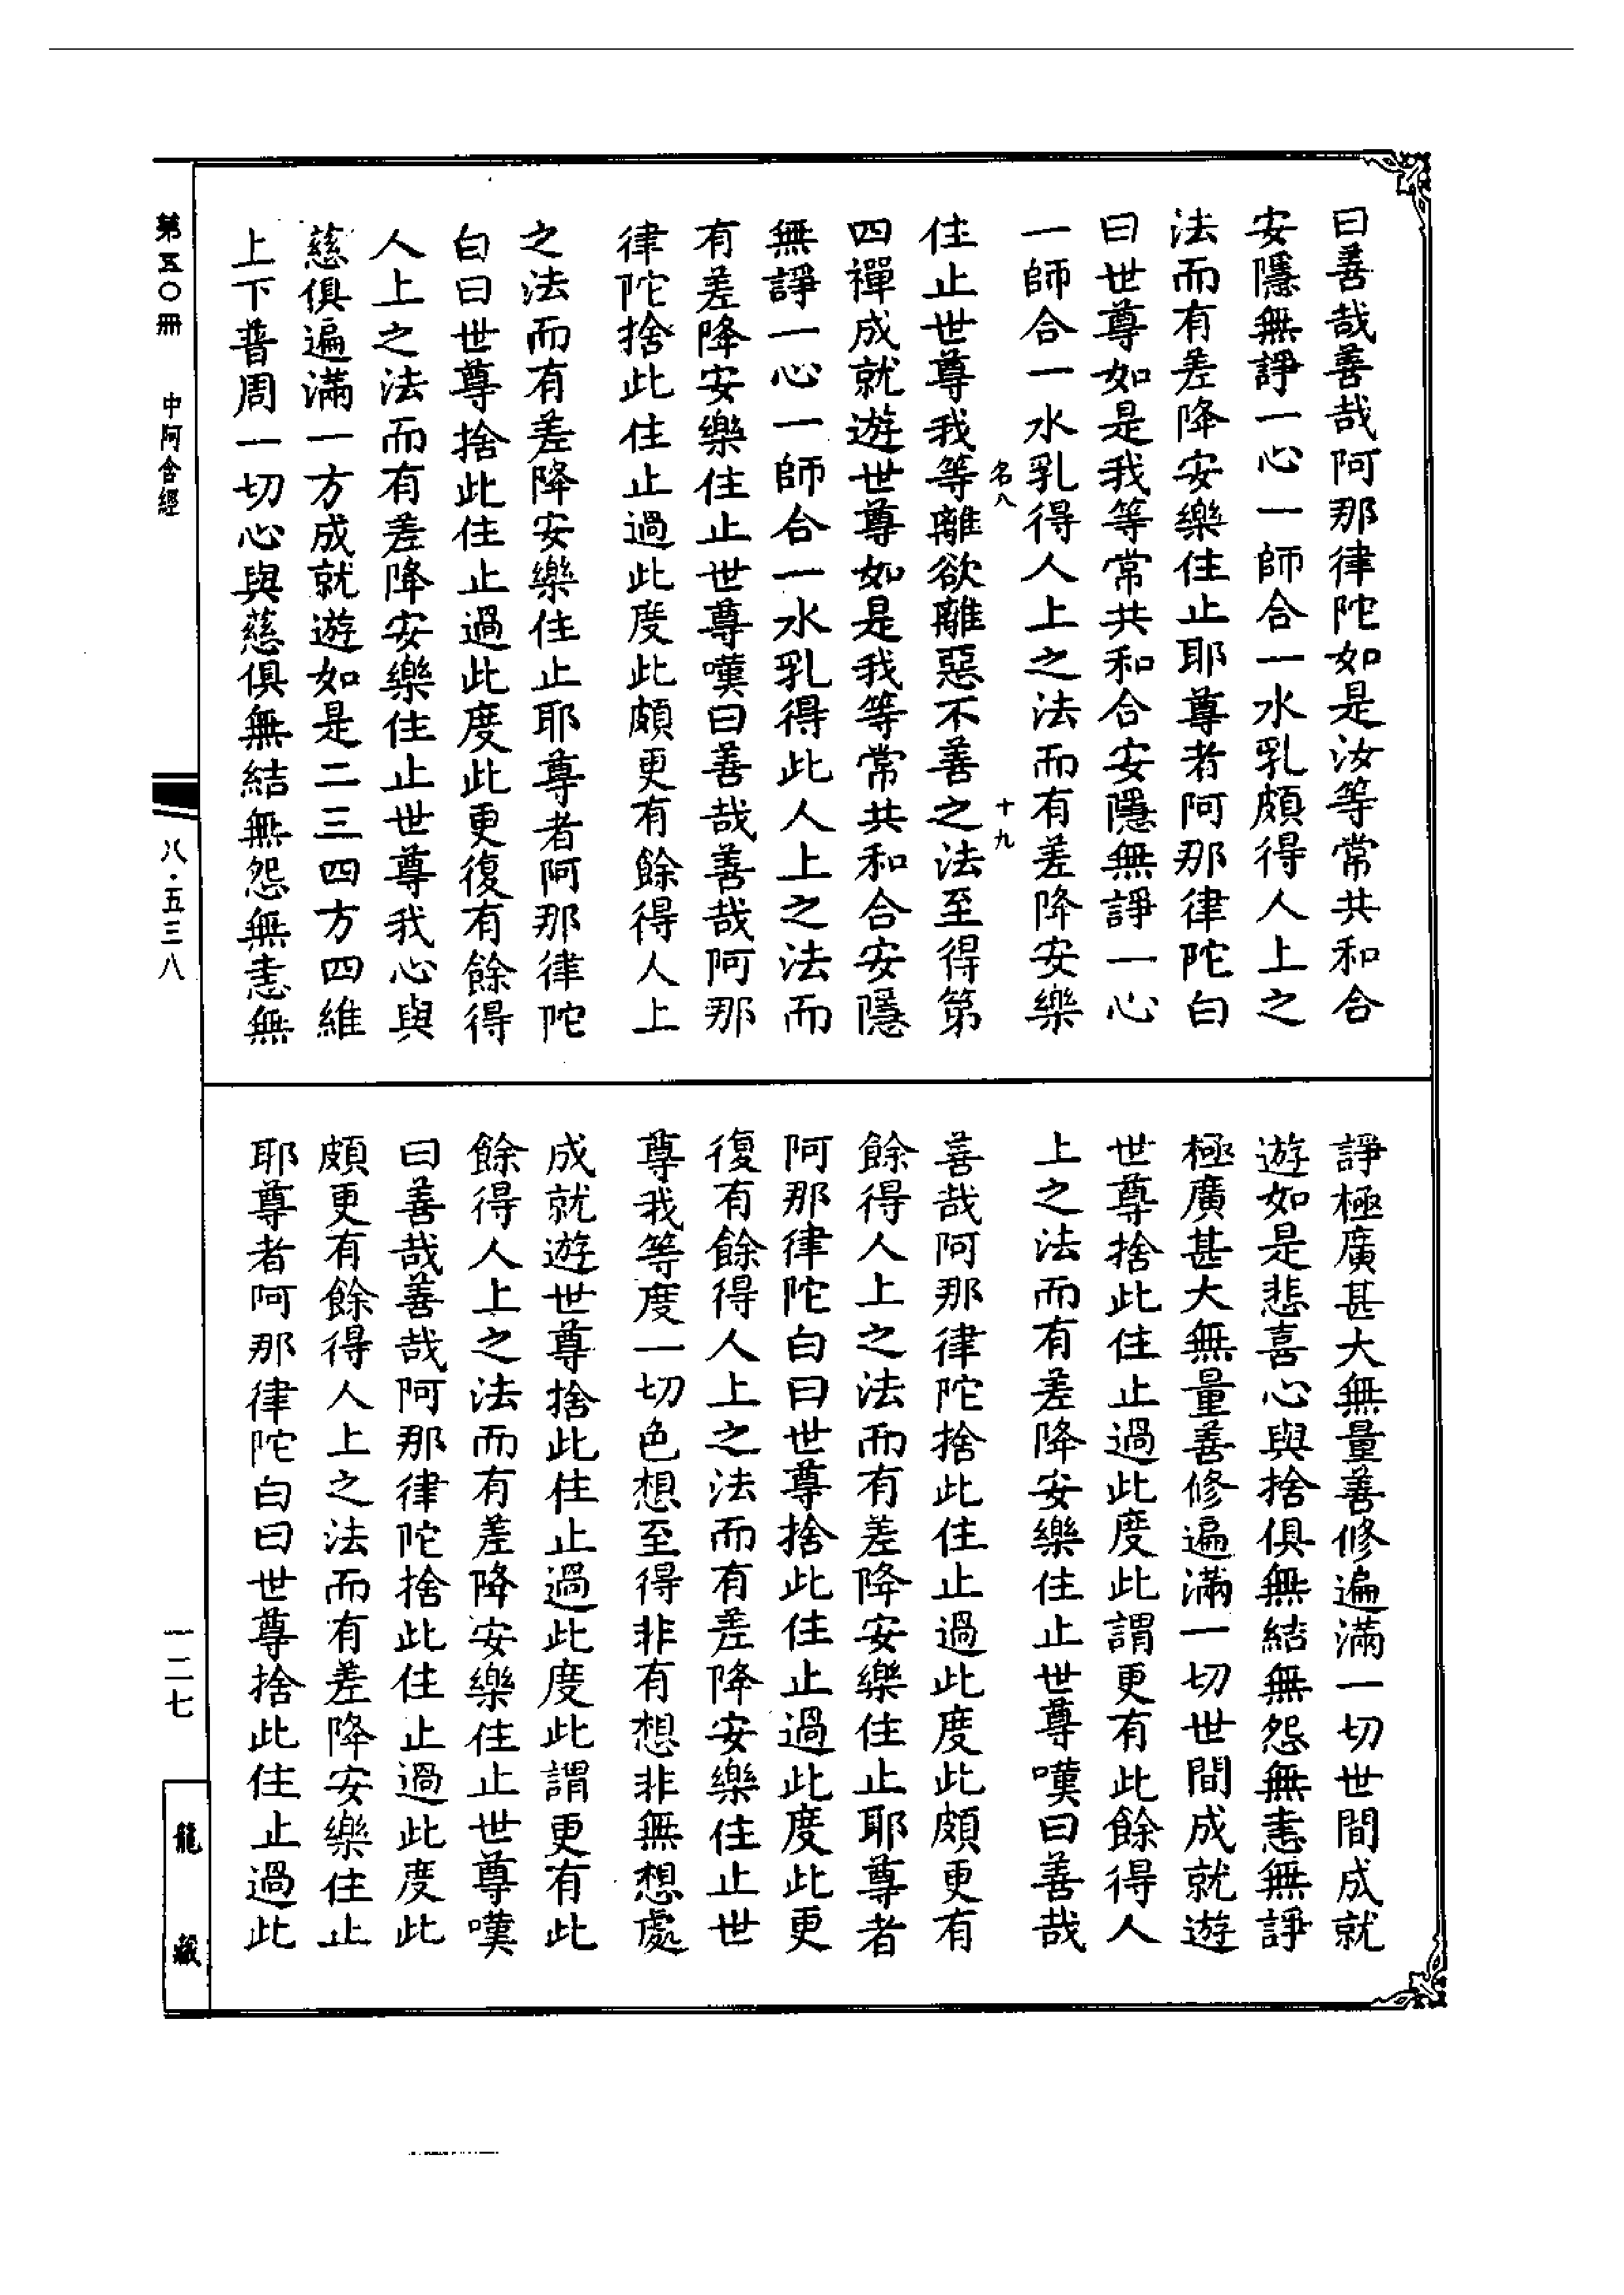 曰善哉善哉阿那律陀如是汝等常共和合
安隱無諍一心一師合一水乳頗得人上之
法而有差降安樂住止耶尊者阿那律陀白
曰世尊如是我等常共和合安隱無諍一心
一師合一水乳得人上之法而有差降安樂
名八　十九
住止世尊我等離欲離惡不善之法至得第
四禪成就遊世尊如是我等常共和合安隱
無諍一心一師合一水乳得此人上之法而
有差降安樂住止世尊嘆曰善哉善哉阿那
律陀捨此住止過此度此頗更有餘得人上
之法而有差降安樂住止耶尊者阿那律陀
白曰世尊捨此住止過此度此更復有餘得
人上之法而有差降安樂住止世尊我心與
慈俱遍滿一方成就遊如是二三四方四維
上下普周一切心與慈俱無結無怨無恚無
諍極廣甚大無量善修遍滿一切世間成就
遊如是悲喜心與捨俱無結無怨無恚無諍
極廣甚大無量善修遍滿一切世間成就遊
世尊捨此住止過此度此謂更有此餘得人
上之法而有差降安樂住止世尊嘆曰善哉
善哉阿那律陀捨此住止過此度此頗更有
餘得人上之法而有差降安樂住止耶尊者
阿那律陀白曰世尊捨此住止過此度此更
復有餘得人上之法而有差降安樂住止世
尊我等度一切色想至得非有想非無想處
成就遊世尊捨此住止過此度此謂更有此
餘得人上之法而有差降安樂住止世尊嘆
曰善哉善哉阿那律陀捨此住止過此度此
頗更有餘得人上之法而有差降安樂住止
耶尊者阿那律陀白曰世尊捨此住止過此
第五〇冊　中阿含經
八·五三八
一二七
龍藏